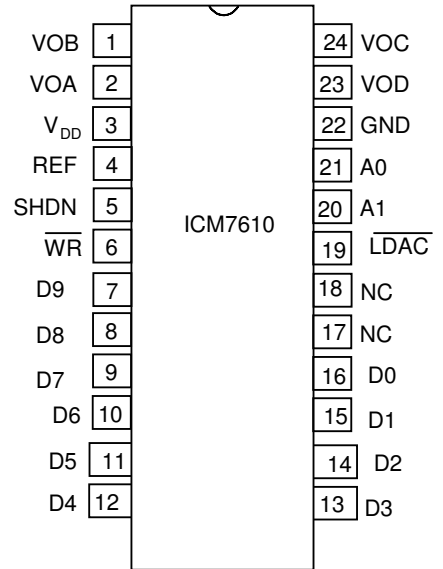 VOB 1 24 VOC
VOA 2 23 VOD
VDD 3 22 GND
REF 4 21 A0
SHDN 5 20 A1
ICM7610
W̅R̅ 6 19 L̅D̅A̅C̅
D9 7 18 NC
D8 8 17 NC
D7 9 16 D0
D6 10 15 D1
D5 11 14 D2
D4 12 13 D3